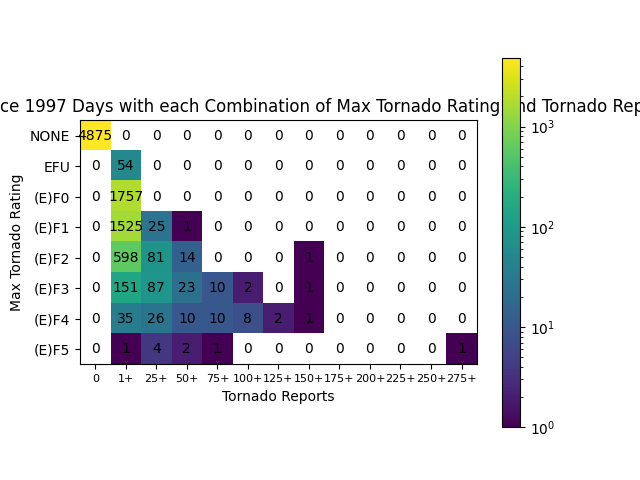 ce 1997 Days with each Combination of Max Tornado Rating and Tornado Rep
NONE 4875 0 0 0 0 0 0 0 0 0 0 0 0
EFU 0 54 0 0 0 0 0 0 0 0 0 0 0
(E)F0 0 1757 0 0 0 0 0 0 0 0 0 0 0
(E)F1 0 1525 25 1 0 0 0 0 0 0 0 0 0
(E)F2 0 598 81 14 0 0 0 1 0 0 0 0 0
(E)F3 0 151 87 23 10 2 0 1 0 0 0 0 0
(E)F4 0 35 26 10 10 8 2 1 0 0 0 0 0
(E)F5 0 1 4 2 1 0 0 0 0 0 0 0 1
0 1+ 25+ 50+ 75+ 100+ 125+ 150+ 175+ 200+ 225+ 250+ 275+
Tornado Reports
Max Tornado Rating
10³
10²
10¹
10⁰